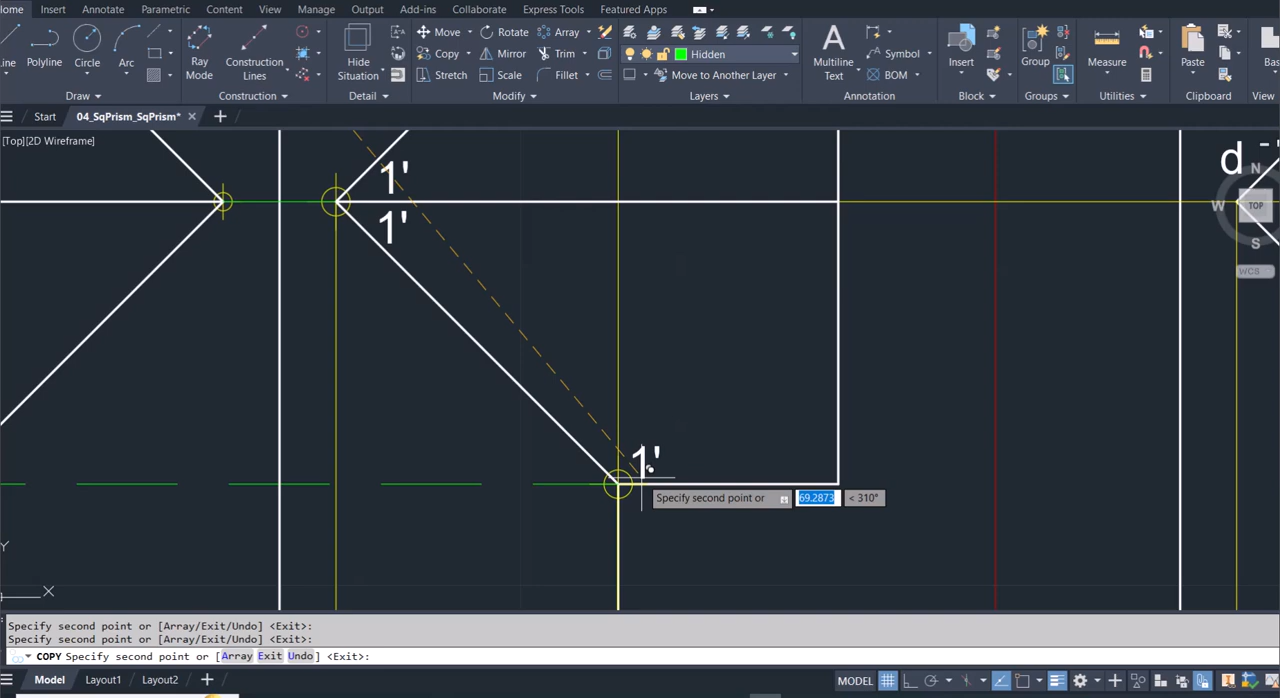 ome Insert Annotate Parametric Content View Manage Output Add-ins Collaborate Express Tools Featured Apps
Move Rotate Array
Copy Mirror Trim
Stretch Scale Fillet
Hidden
Move to Another Layer
Symbol
BOM
ine Polyline Circle Arc
Ray
Mode
Construction
Lines
Hide
Situation
Multiline
Text
Insert
Group
Measure
Paste
Bas
Draw Construction Detail Modify Layers Annotation Block Groups Utilities Clipboard
Start 04_SqPrism_SqPrism*
[Top][2D Wireframe]
d
N
W TOP
S
WCS
1'
1'
1'
Specify second point or 69.2873 < 310°
Y
X
Specify second point or [Array/Exit/Undo] <Exit>:
Specify second point or [Array/Exit/Undo] <Exit>:
COPY Specify second point or [Array Exit Undo] <Exit>:
Model Layout1 Layout2
MODEL